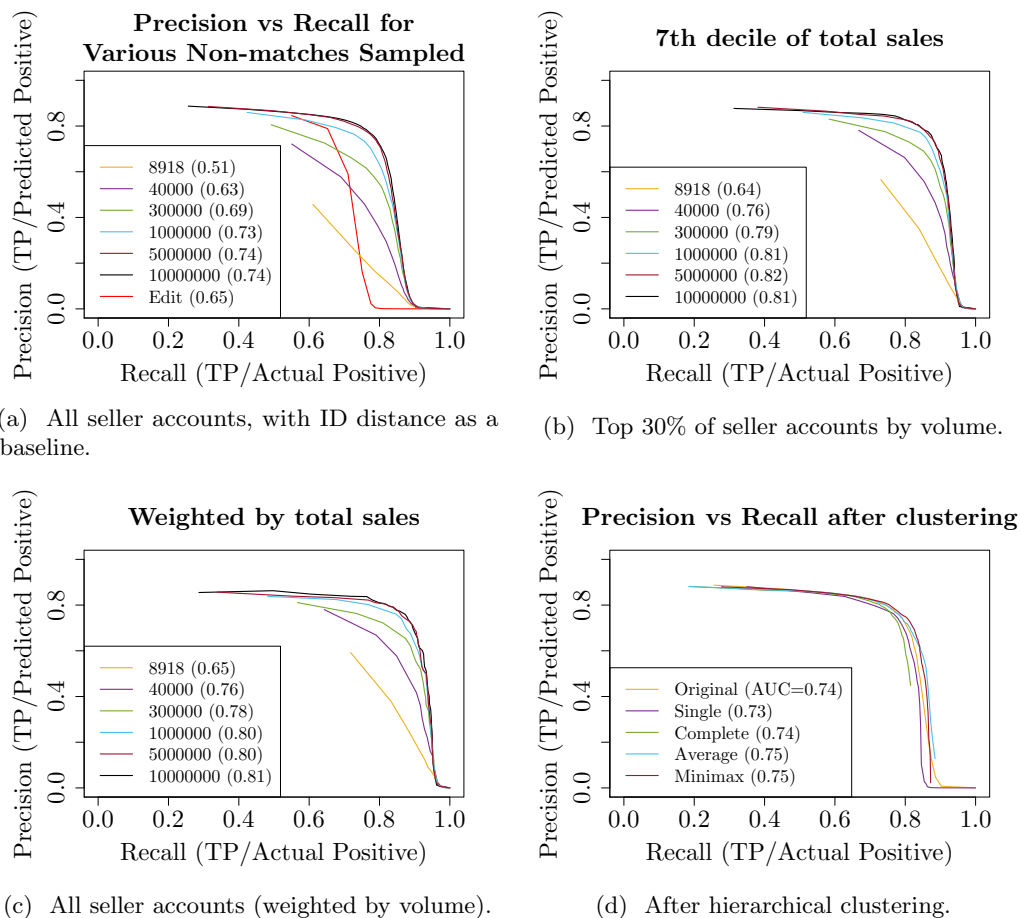 Precision vs Recall for
Various Non-matches Sampled
Precision (TP/Predicted Positive)
0.8
0.4
0.0
8918 (0.51)
40000 (0.63)
300000 (0.69)
1000000 (0.73)
5000000 (0.74)
10000000 (0.74)
Edit (0.65)
0.0 0.2 0.4 0.6 0.8 1.0
Recall (TP/Actual Positive)
a) All seller accounts, with ID distance as a
baseline.
7th decile of total sales
Precision (TP/Predicted Positive)
0.8
0.4
0.0
8918 (0.64)
40000 (0.76)
300000 (0.79)
1000000 (0.81)
5000000 (0.82)
10000000 (0.81)
0.0 0.2 0.4 0.6 0.8 1.0
Recall (TP/Actual Positive)
(b) Top 30% of seller accounts by volume.
Weighted by total sales
Precision (TP/Predicted Positive)
0.8
0.4
0.0
8918 (0.65)
40000 (0.76)
300000 (0.78)
1000000 (0.80)
5000000 (0.80)
10000000 (0.81)
0.0 0.2 0.4 0.6 0.8 1.0
Recall (TP/Actual Positive)
(c) All seller accounts (weighted by volume).
Precision vs Recall after clustering
Precision (TP/Predicted Positive)
0.8
0.4
0.0
Original (AUC=0.74)
Single (0.73)
Complete (0.74)
Average (0.75)
Minimax (0.75)
0.0 0.2 0.4 0.6 0.8 1.0
Recall (TP/Actual Positive)
(d) After hierarchical clustering.